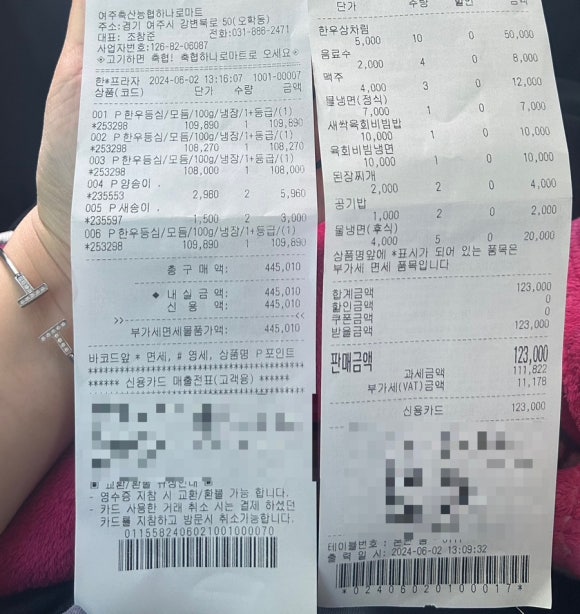 여주축산농협하나로마트
주소:경기 여주시 강변북로 50(오학동)
대표: 조창준 전화:031-886-2471
사업자번호:126-82-06087
※고기하면 축협! 축협하나로마트로 오세요※
한*프라자 2024-06-02 13:16:07 1001-00007
상품(코드) 단가 수량 금액
001 P 한우등심/모듬/100g/냉장/1+등급/(1)
*253298 109,890 1 109,890
002 P 한우등심/모듬/100g/냉장/1+등급/(1)
*253298 108,270 1 108,270
003 P 한우등심/모듬/100g/냉장/1+등급/(1)
*253298 108,000 1 108,000
004 P 양송이 .
*235553 2,980 2 5,960
005 P 새송이 .
*235597 1,500 2 3,000
006 P 한우등심/모듬/100g/냉장/1+등급/(1)
*253298 109,890 1 109,890
총 구 매 액: 445,010
◆ 내 실 금 액: 445,010
신 용 액: 445,010
>> <<
부가세면세물품가액: 445,010
바코드앞 * 면세, # 영세, 상품명 P 포인트
****** 신용카드 매출전표(고객용) ******
▣ 교환/환불 규정안내 ▣
- 영수증 지참 시 교환/환불 가능 합니다.
- 카드 사용한 거래 취소 시는 결제 하셨던
카드를 지참하고 방문시 취소가능합니다.
01155824060201001000070
단가 수량 할인 금액
한우상차림
5,000 10 0 50,000
음료수
2,000 4 0 8,000
맥주
4,000 3 0 12,000
물냉면(정식)
7,000 1 0 7,000
새싹육회비빔밥
10,000 1 0 10,000
육회비빔냉면
10,000 1 0 10,000
된장찌개
2,000 2 0 4,000
공기밥
1,000 2 0 2,000
물냉면(후식)
4,000 5 0 20,000
상품명앞에 *표시가 되어 있는 품목은
부가세 면세 품목입니다
합계금액 123,000
할인금액 0
쿠폰금액 0
받을금액 123,000
판매금액 123,000
과세금액 111,822
부가세(VAT)금액 11,178
신용카드 123,000
테이블번호 :
출 력 일 시: 2024-06-02 13:09:32
*0240602010000017*